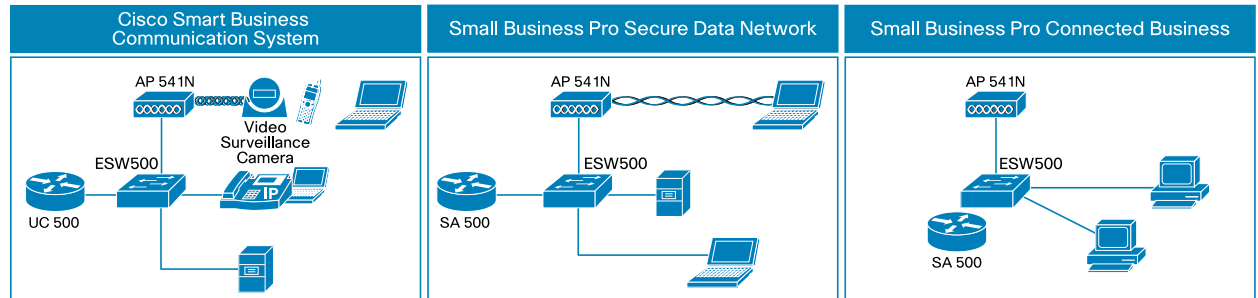 Cisco Smart Business
Communication System
Small Business Pro Secure Data Network
Small Business Pro Connected Business
AP 541N
Video
Surveillance
Camera
ESW500
IP
UC 500
AP 541N
ESW500
SA 500
AP 541N
ESW500
SA 500